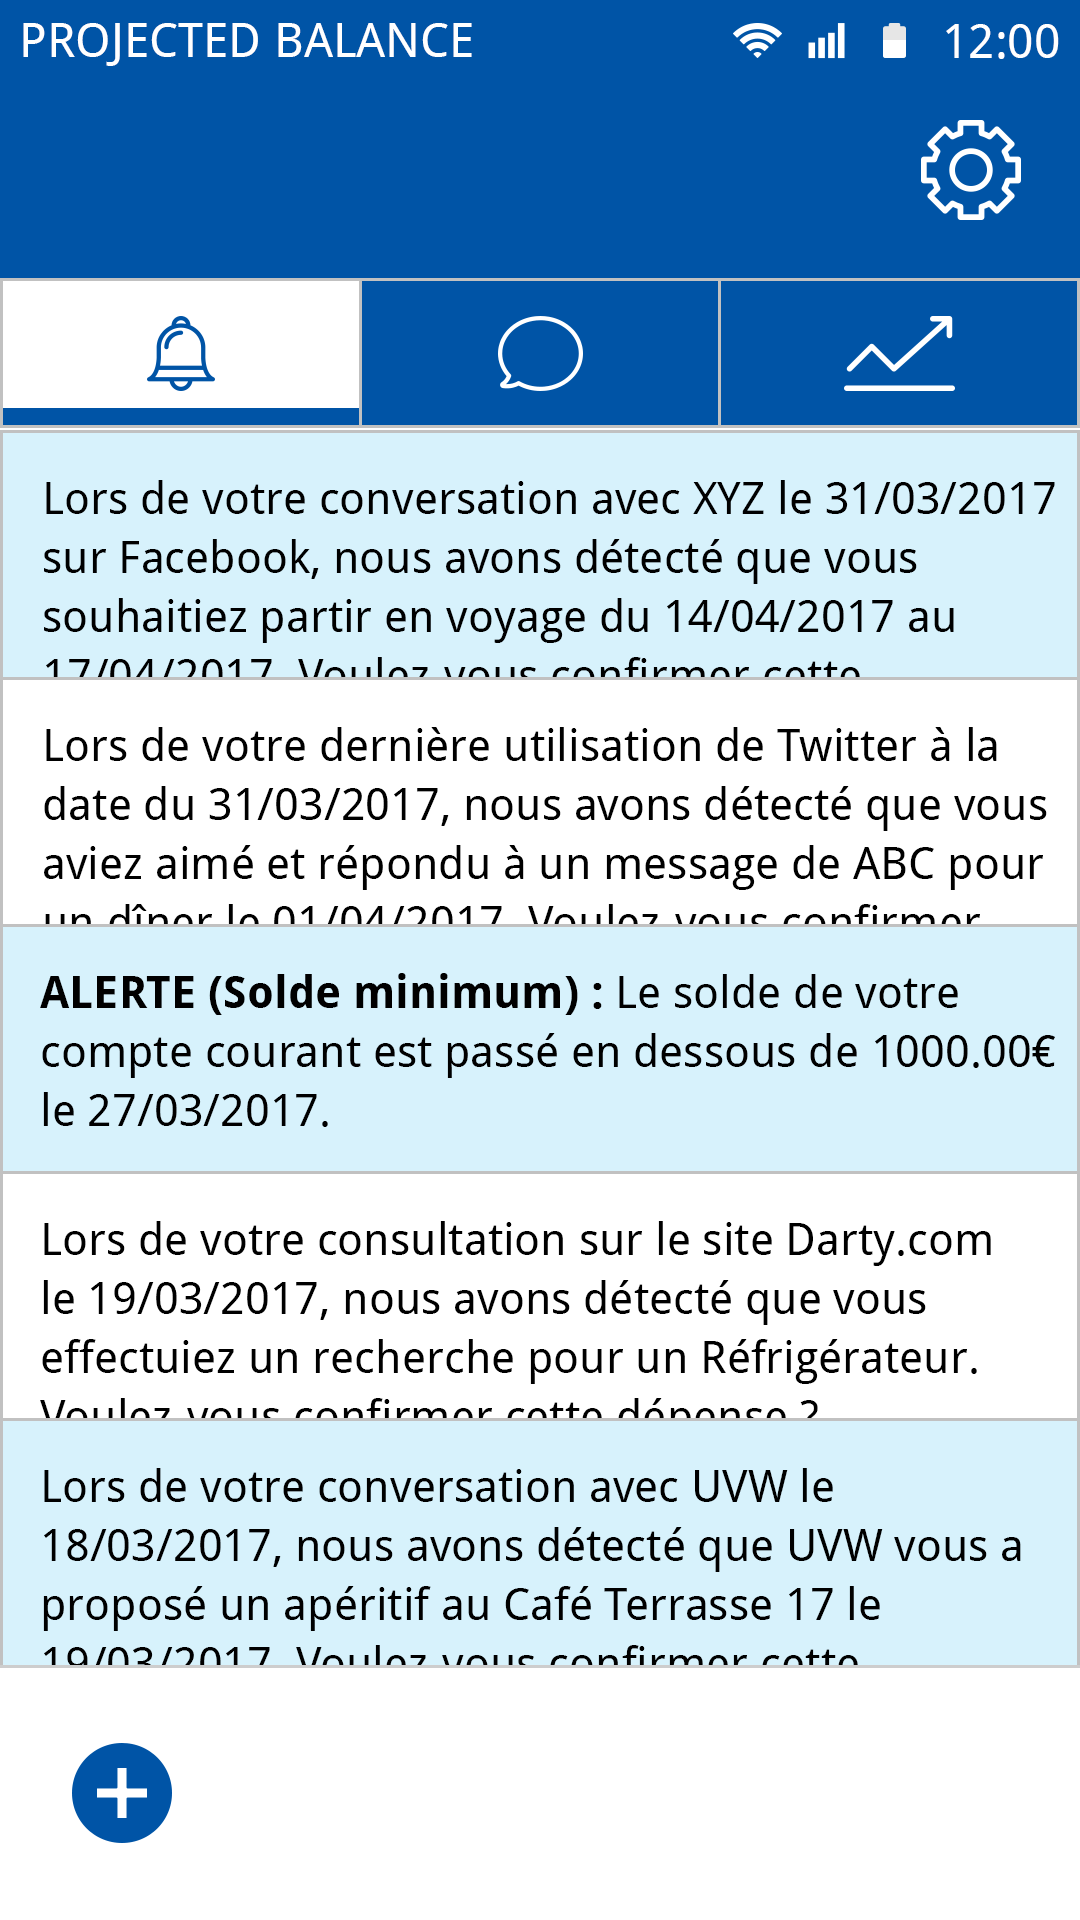 PROJECTED BALANCE 12:00
Lors de votre conversation avec XYZ le 31/03/2017
sur Facebook, nous avons détecté que vous
souhaitiez partir en voyage du 14/04/2017 au
17/04/2017. Voulez-vous confirmer cette
Lors de votre dernière utilisation de Twitter à la
date du 31/03/2017, nous avons détecté que vous
aviez aimé et répondu à un message de ABC pour
un dîner le 01/04/2017. Voulez-vous confirmer
ALERTE (Solde minimum) : Le solde de votre
compte courant est passé en dessous de 1000.00€
le 27/03/2017.
Lors de votre consultation sur le site Darty.com
le 19/03/2017, nous avons détecté que vous
effectuiez un recherche pour un Réfrigérateur.
Voulez-vous confirmer cette dépense ?
Lors de votre conversation avec UVW le
18/03/2017, nous avons détecté que UVW vous a
proposé un apéritif au Café Terrasse 17 le
19/03/2017. Voulez-vous confirmer cette